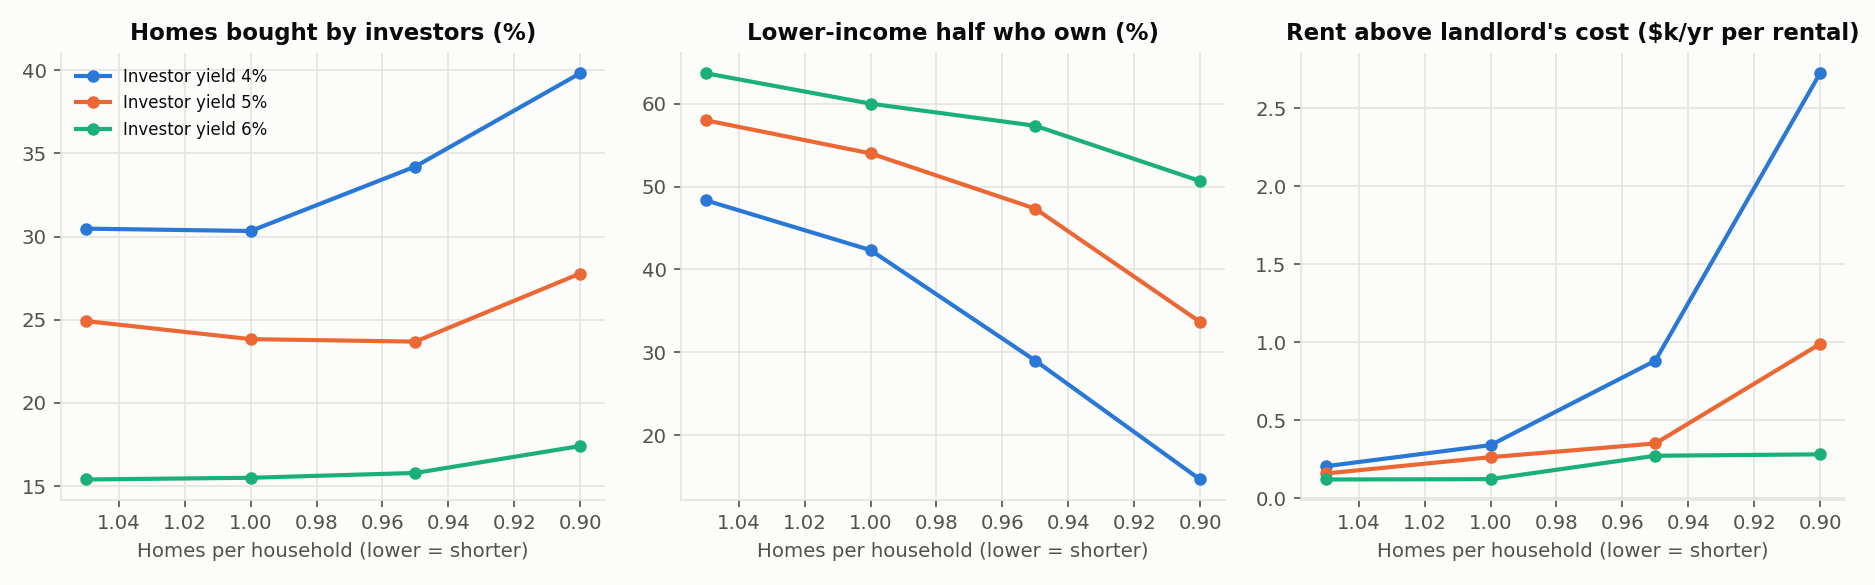 Homes bought by investors (%)
Investor yield 4%
Investor yield 5%
Investor yield 6%
40
35
30
25
20
15
1.04 1.02 1.00 0.98 0.96 0.94 0.92 0.90
Homes per household (lower = shorter)
Lower-income half who own (%)
60
50
40
30
20
1.04 1.02 1.00 0.98 0.96 0.94 0.92 0.90
Homes per household (lower = shorter)
Rent above landlord's cost ($k/yr per rental)
2.5
2.0
1.5
1.0
0.5
0.0
1.04 1.02 1.00 0.98 0.96 0.94 0.92 0.90
Homes per household (lower = shorter)